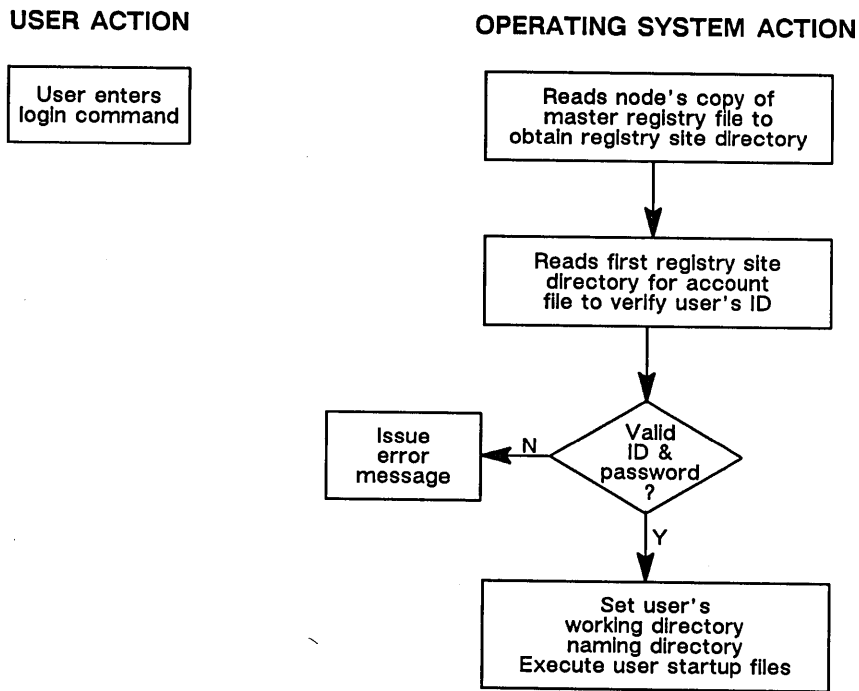 USER ACTION
OPERATING SYSTEM ACTION
User enters
login command
Reads node's copy of
master registry file to
obtain registry site directory
Reads first registry site
directory for account
file to verify user's ID
Valid
ID &
password
?
N
Issue
error
message
Y
Set user's
working directory
naming directory
Execute user startup files